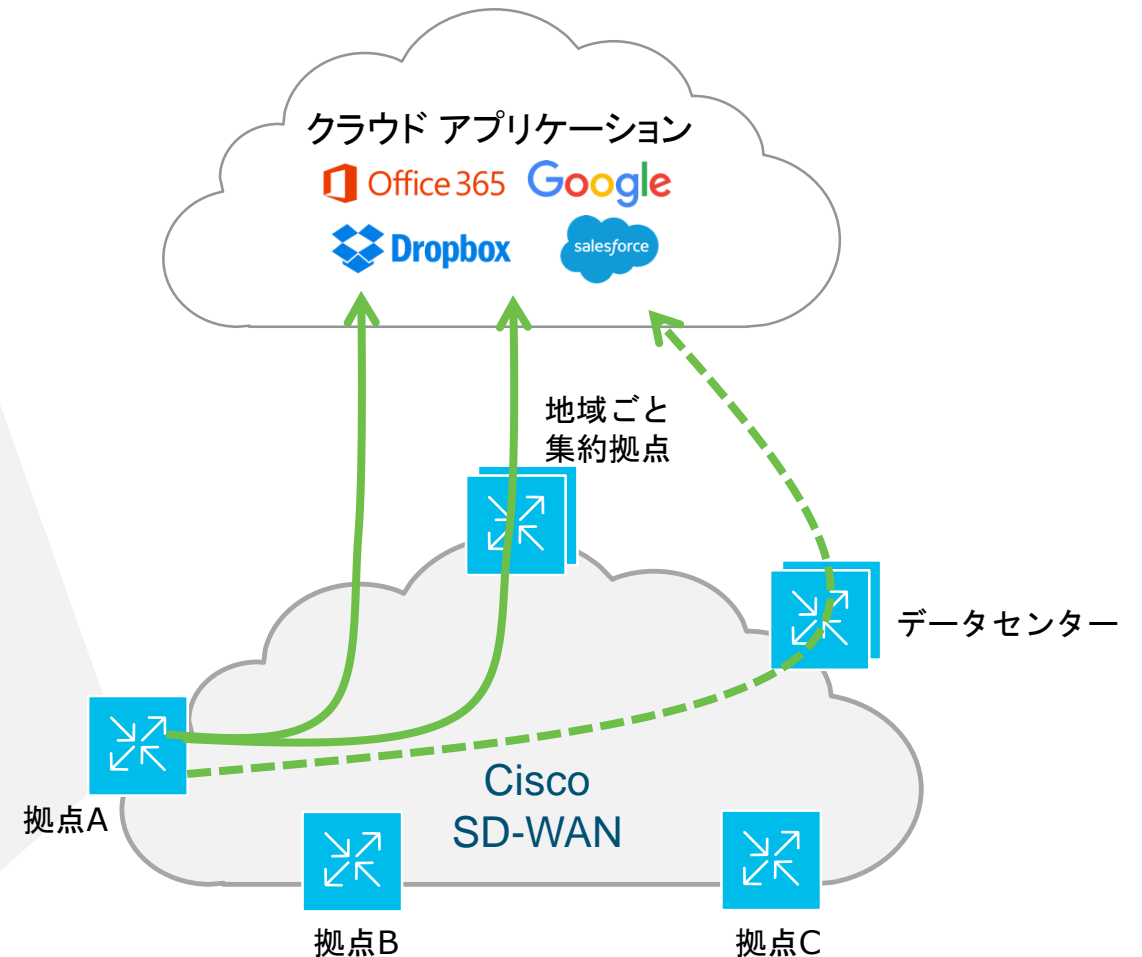 クラウド アプリケーション
Office 365 Google
Dropbox salesforce
地域ごと
集約拠点
データセンター
Cisco
SD-WAN
拠点A
拠点B
拠点C